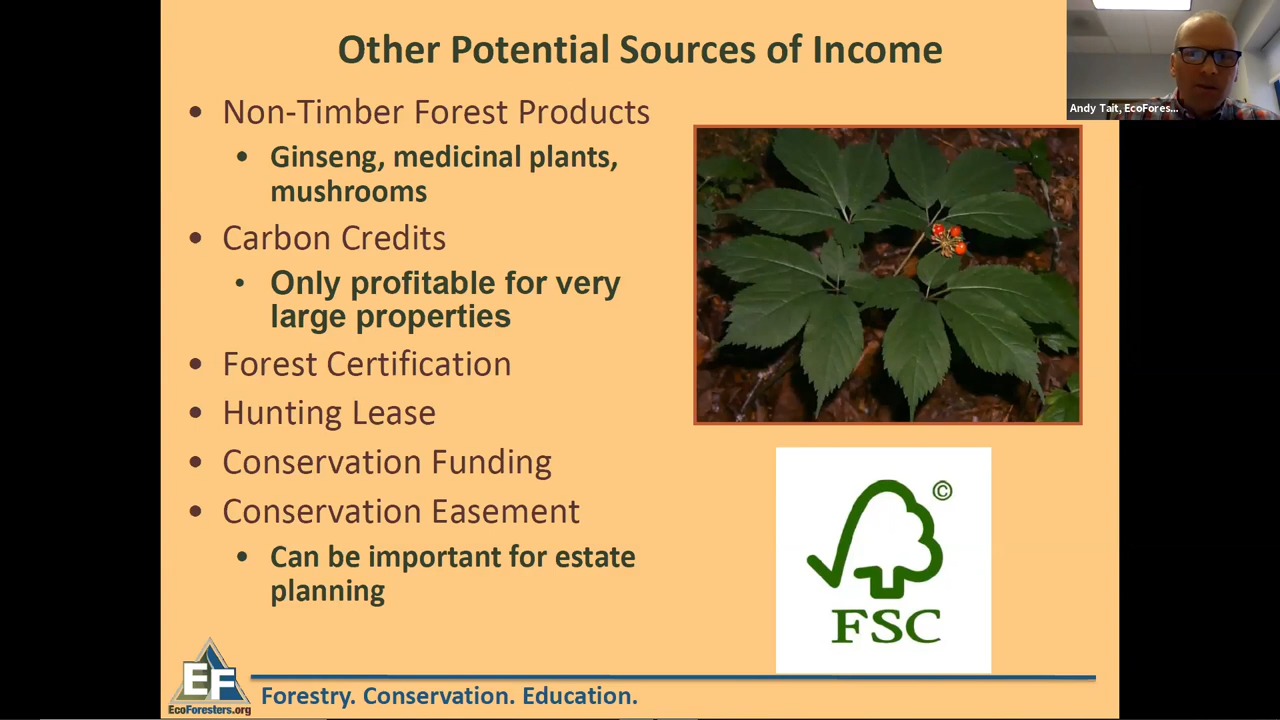 Other Potential Sources of Income
Andy Tait, EcoFores...
• Non-Timber Forest Products
• Ginseng, medicinal plants,
mushrooms
• Carbon Credits
• Only profitable for very
large properties
• Forest Certification
• Hunting Lease
• Conservation Funding
• Conservation Easement
• Can be important for estate
planning
©
FSC
EF
EcoForesters.org
Forestry. Conservation. Education.